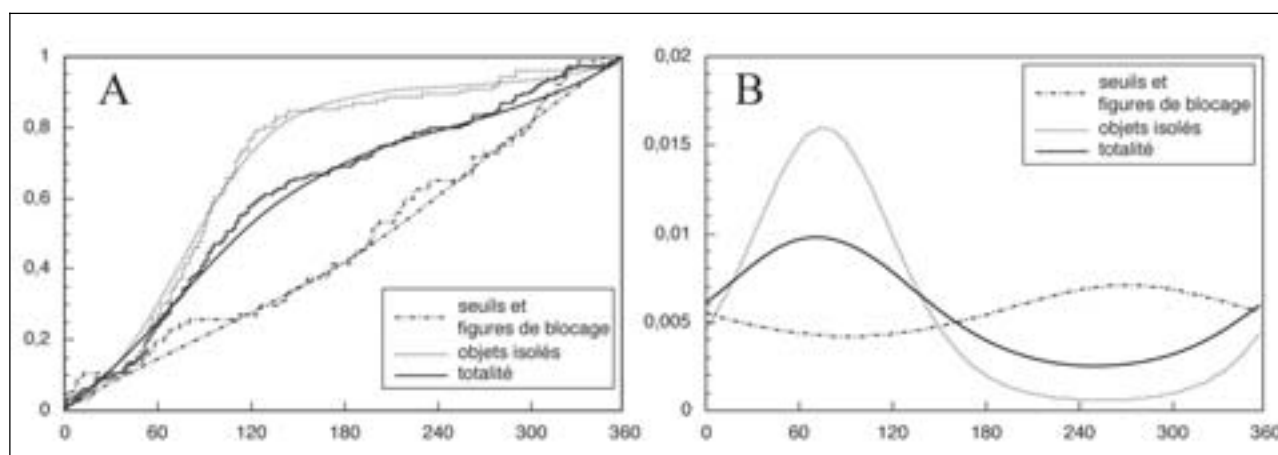 A
1
0,8
0,6
0,4
0,2
0
0 60 120 180 240 300 360
seuils et
figures de blocage
objets isolés
totalité
B
0,02
0,015
0,01
0,005
0
0 60 120 180 240 300 360
seuils et
figures de blocage
objets isolés
totalité